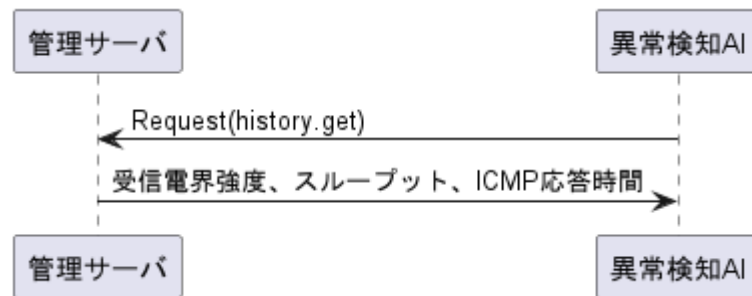 管理サーバ
異常検知AI
Request(history.get)
受信電界強度、スループット、ICMP応答時間
管理サーバ
異常検知AI